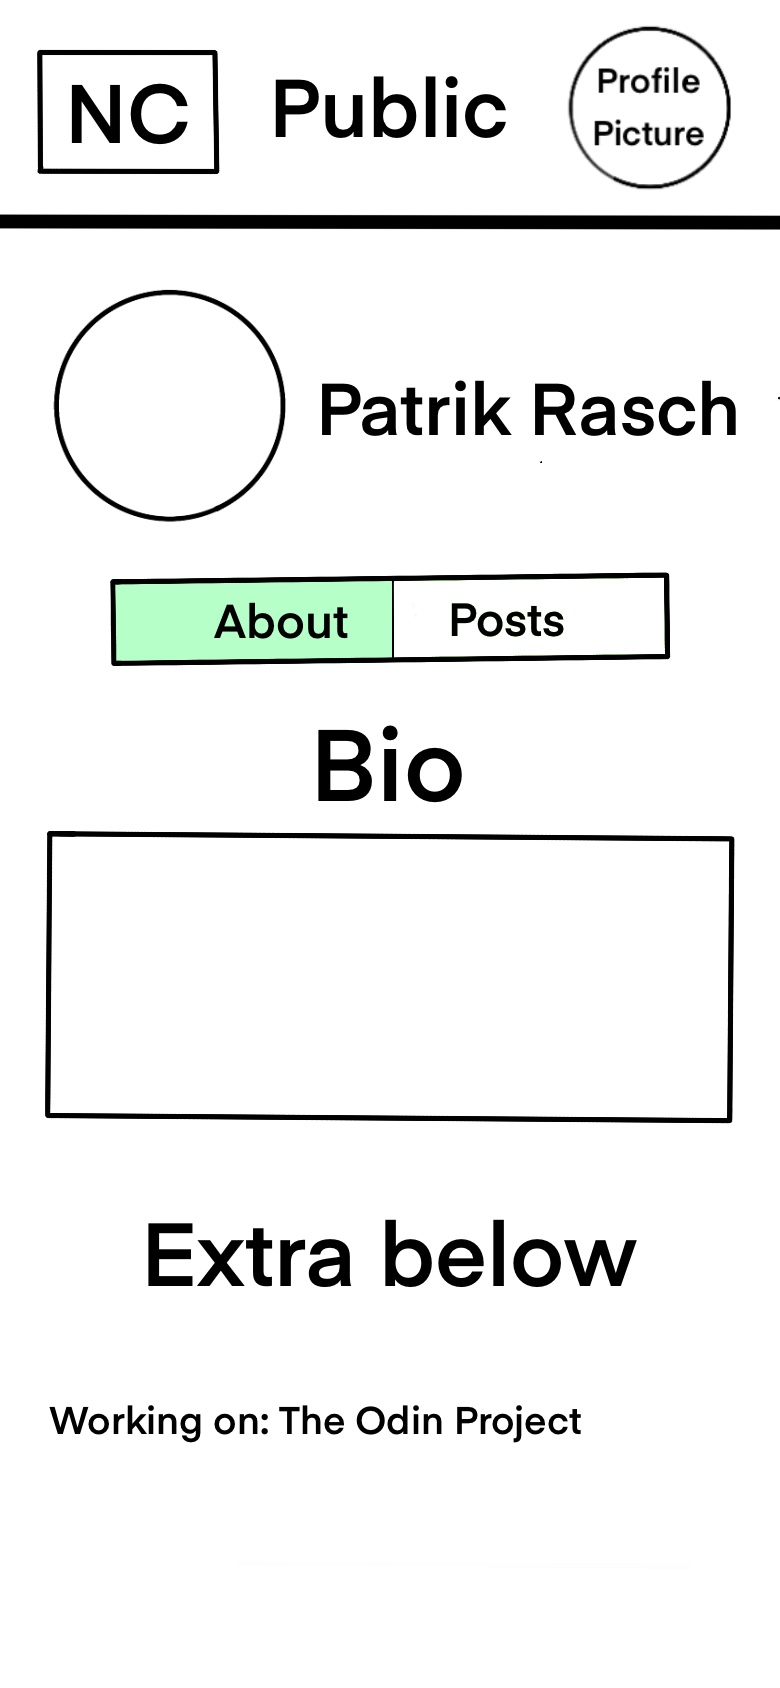 NC Public Profile Picture
Patrik Rasch
About Posts
Bio
Extra below
Working on: The Odin Project